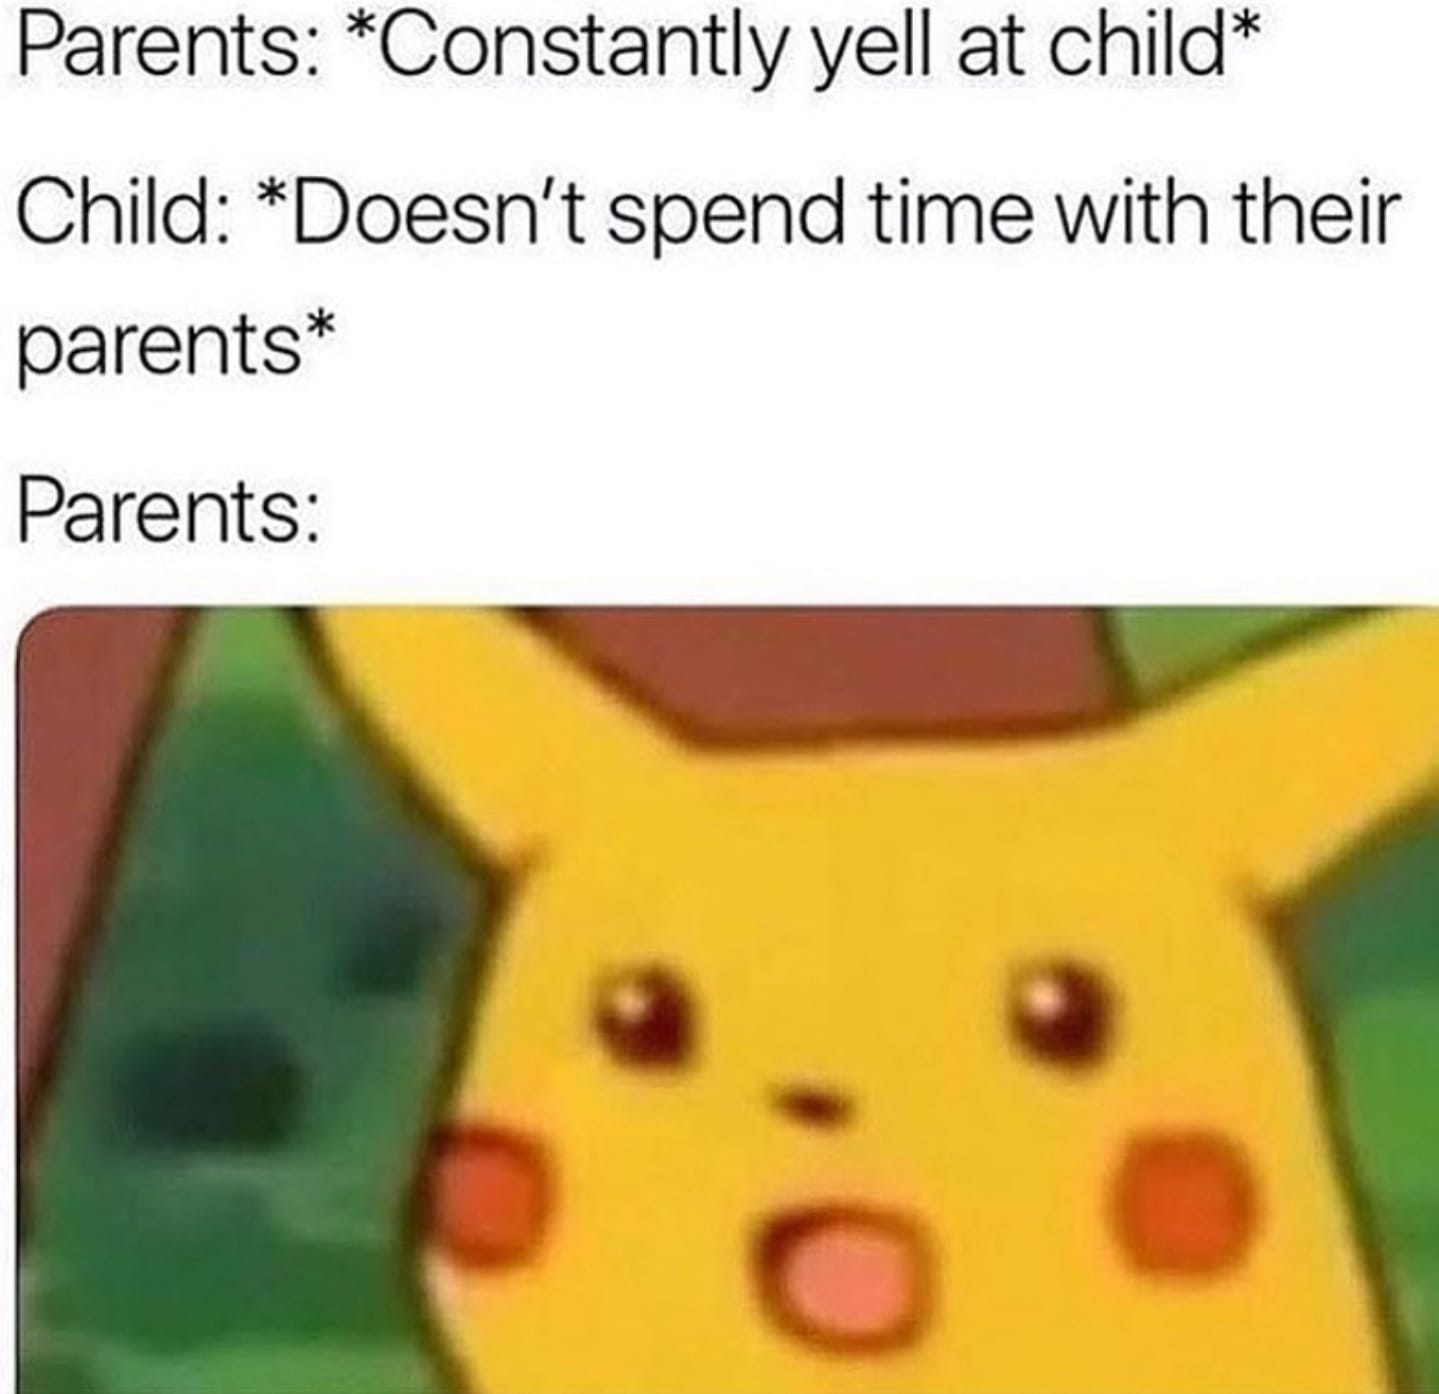 Parents: *Constantly yell at child*
Child: *Doesn’t spend time with their
parents*
Parents: